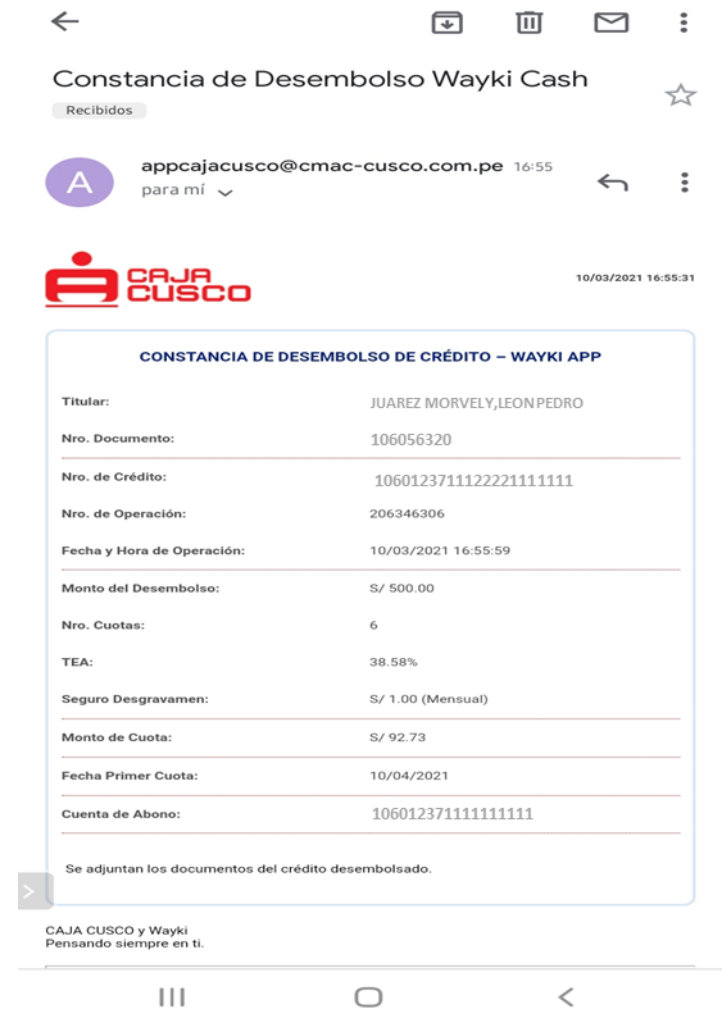 Constancia de Desembolso Wayki Cash
Recibidos
A
appcajacusco@cmac-cusco.com.pe 16:55
para mí
CAJA
CUSCO
10/03/2021 16:55:31
CONSTANCIA DE DESEMBOLSO DE CRÉDITO – WAYKI APP
Titular: JUAREZ MORVELY,LEON PEDRO
Nro. Documento: 106056320
Nro. de Crédito: 1060123711122221111111
Nro. de Operación: 206346306
Fecha y Hora de Operación: 10/03/2021 16:55:59
Monto del Desembolso: S/ 500.00
Nro. Cuotas: 6
TEA: 38.58%
Seguro Desgravamen: S/ 1.00 (Mensual)
Monto de Cuota: S/ 92.73
Fecha Primer Cuota: 10/04/2021
Cuenta de Abono: 106012371111111111
Se adjuntan los documentos del crédito desembolsado.
CAJA CUSCO y Wayki
Pensando siempre en ti.